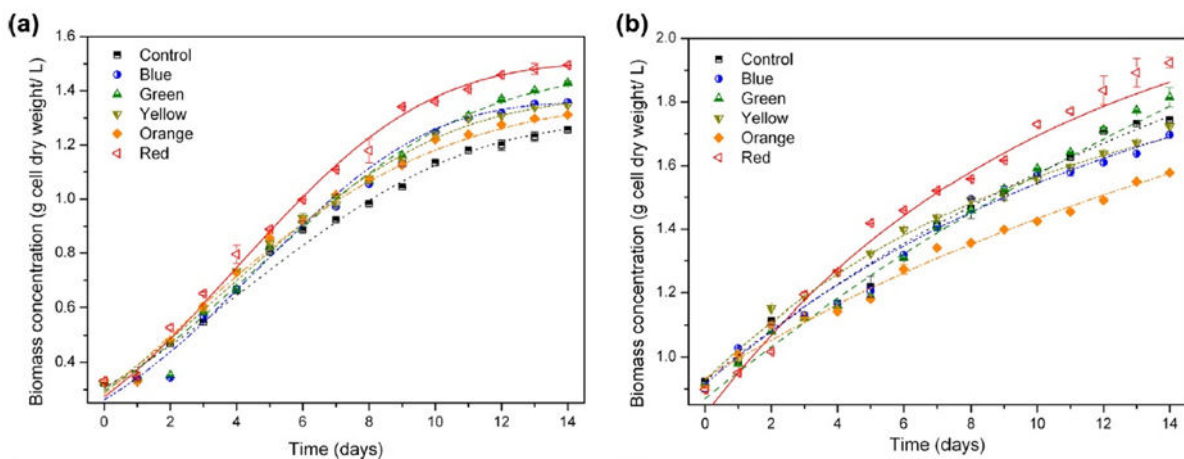 (a)
Biomass concentration (g cell dry weight/ L)
1.6
1.4
1.2
1.0
0.8
0.6
0.4
Control
Blue
Green
Yellow
Orange
Red
0 2 4 6 8 10 12 14
Time (days)
(b)
Biomass concentration (g cell dry weight/ L)
2.0
1.8
1.6
1.4
1.2
1.0
0.8
Control
Blue
Green
Yellow
Orange
Red
0 2 4 6 8 10 12 14
Time (days)